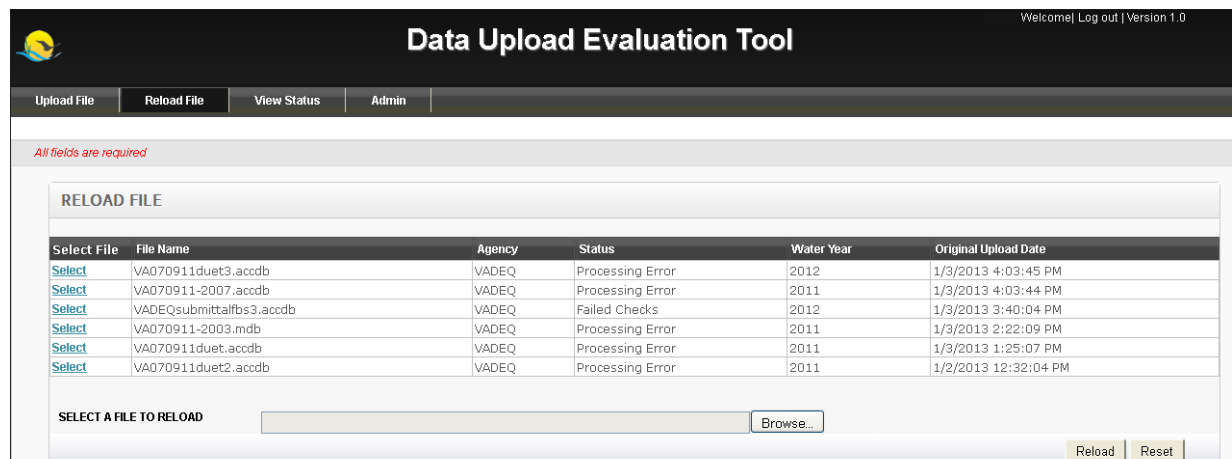 Welcome| Log out | Version 1.0
Data Upload Evaluation Tool
Upload File Reload File View Status Admin
All fields are required
RELOAD FILE
Select File File Name Agency Status Water Year Original Upload Date
Select VA070911duet3.accdb VADEQ Processing Error 2012 1/3/2013 4:03:45 PM
Select VA070911-2007.accdb VADEQ Processing Error 2011 1/3/2013 4:03:44 PM
Select VADEQsubmittalfbs3.accdb VADEQ Failed Checks 2012 1/3/2013 3:40:04 PM
Select VA070911-2003.mdb VADEQ Processing Error 2011 1/3/2013 2:22:09 PM
Select VA070911duet.accdb VADEQ Processing Error 2011 1/3/2013 1:25:07 PM
Select VA070911duet2.accdb VADEQ Processing Error 2011 1/2/2013 12:32:04 PM
SELECT A FILE TO RELOAD Browse...
Reload Reset